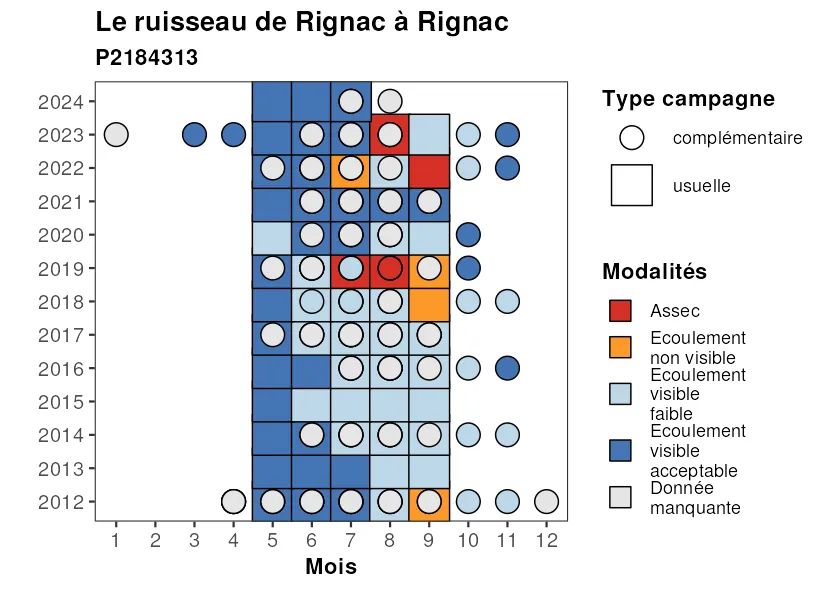 Le ruisseau de Rignac à Rignac
P2184313
2024
2023
2022
2021
2020
2019
2018
2017
2016
2015
2014
2013
2012
1 2 3 4 5 6 7 8 9 10 11 12
Mois
Type campagne
complémentaire
usuelle
Modalités
Assec
Ecoulement
non visible
Ecoulement
visible
faible
Ecoulement
visible
acceptable
Donnée
manquante